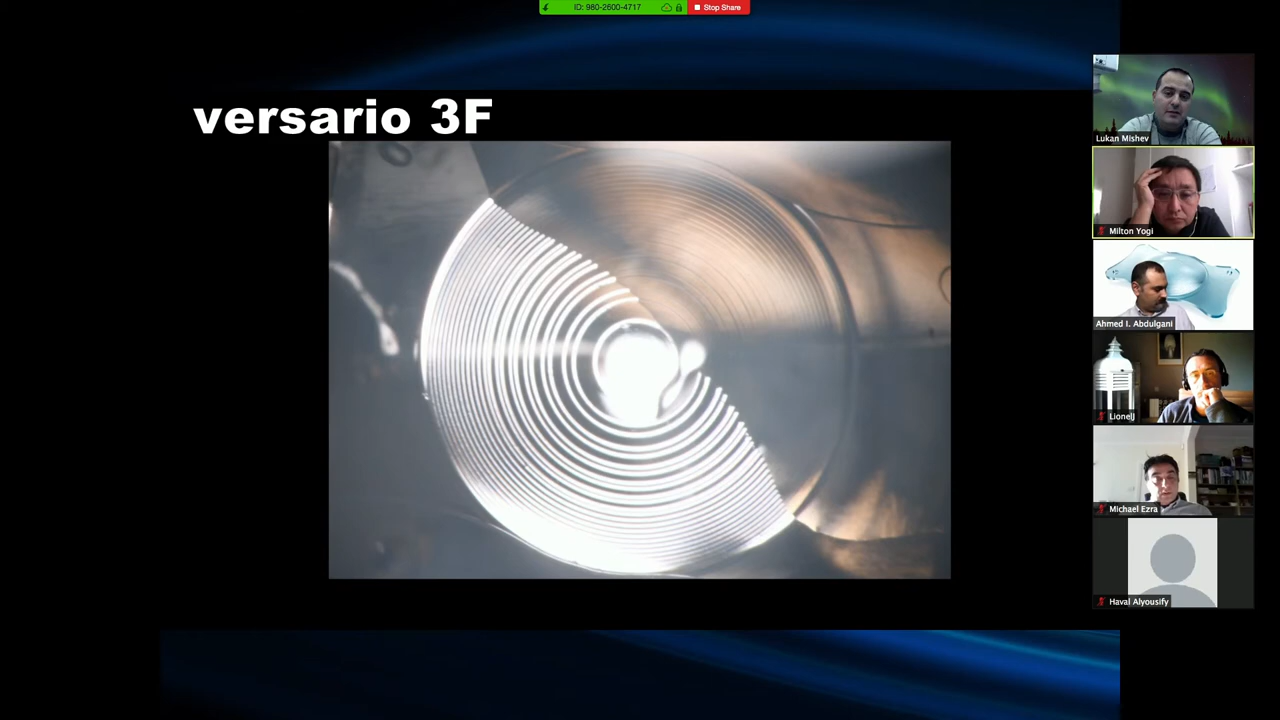 ID: 980-2600-4717
Stop Share
versario 3F
Lukan Mishev
Milton Yogi
Ahmed I. Abdulgani
LionelJ
Michael Ezra
Haval Alyousify